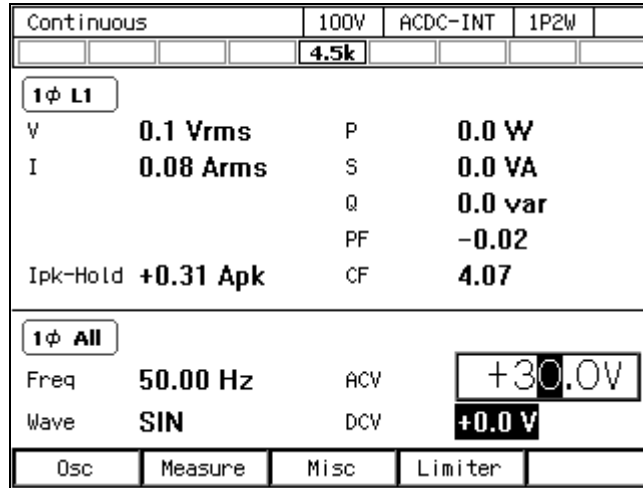 Continuous 100V ACDC-INT 1P2W
4.5k
1ϕ L1
V 0.1 Vrms P 0.0 W
I 0.08 Arms S 0.0 VA
Q 0.0 var
PF −0.02
Ipk-Hold +0.31 Apk CF 4.07
1ϕ All
Freq 50.00 Hz ACV +30.0V
Wave SIN DCV +0.0 V
Osc Measure Misc Limiter